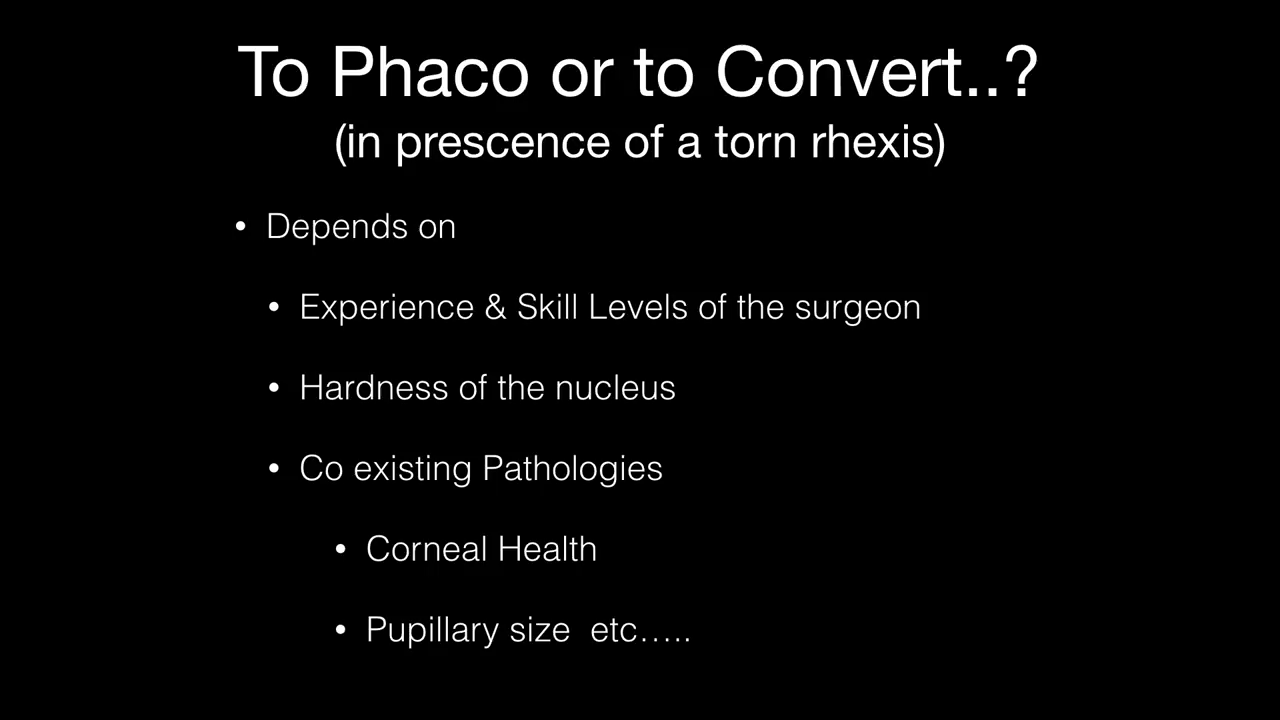 To Phaco or to Convert..?
(in prescence of a torn rhexis)
• Depends on
• Experience & Skill Levels of the surgeon
• Hardness of the nucleus
• Co existing Pathologies
• Corneal Health
• Pupillary size  etc…..